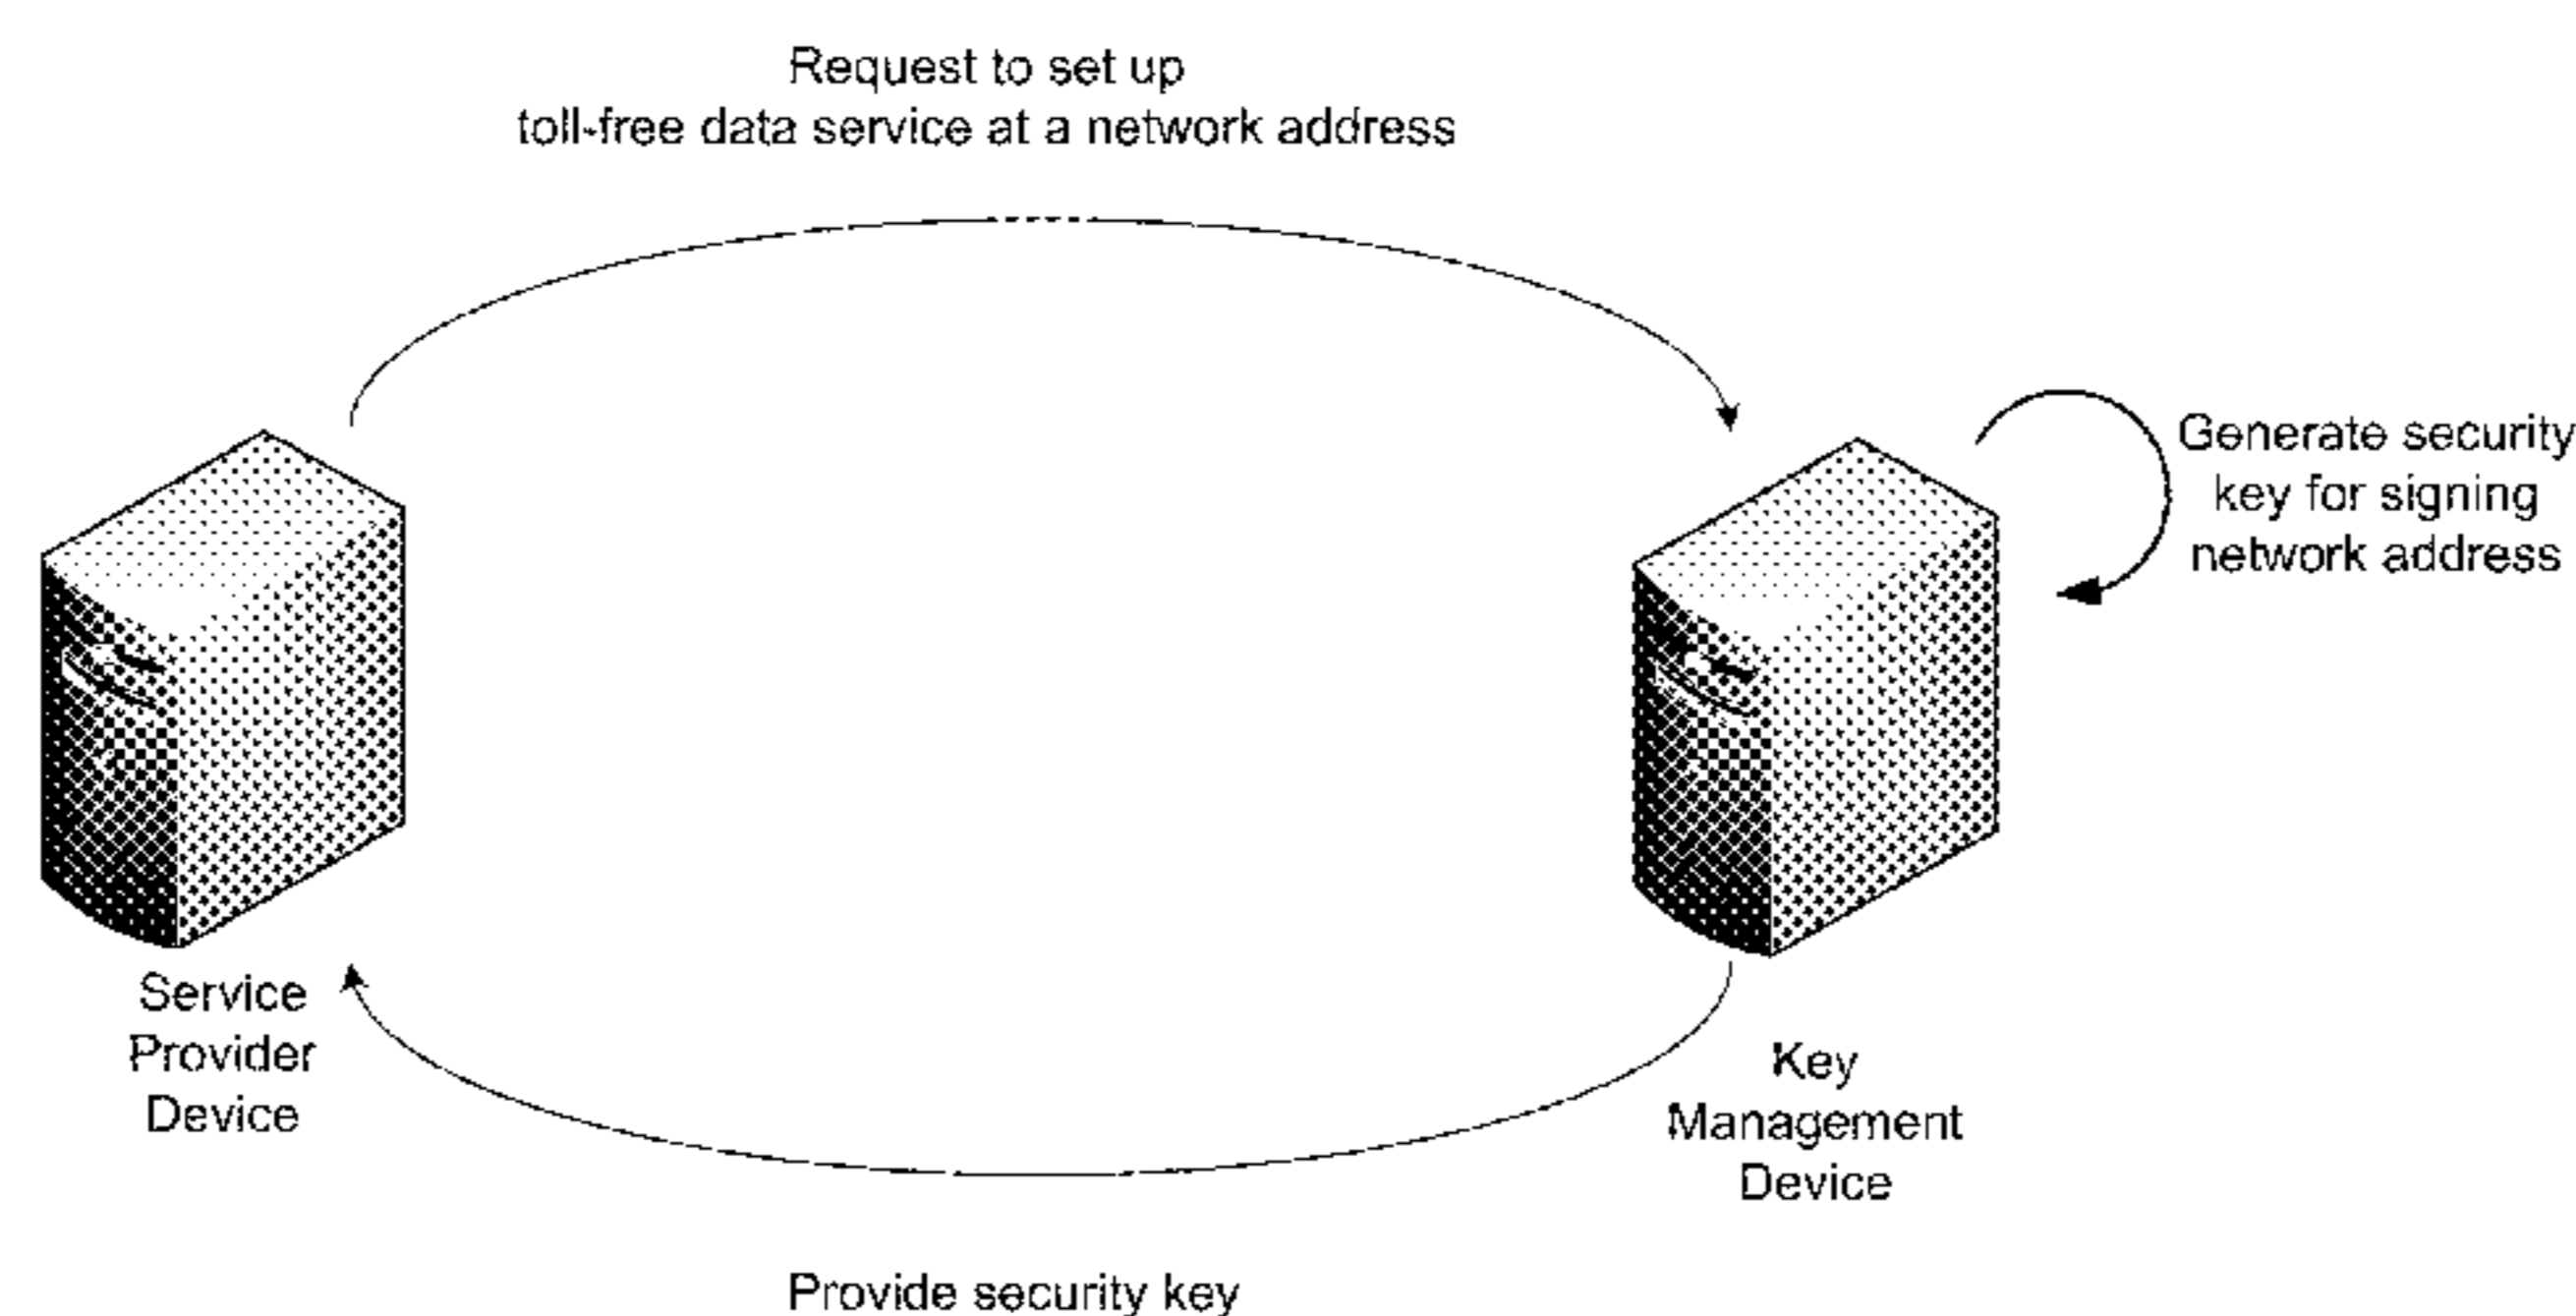 Request to set up
toll-free data service at a network address
Generate security
key for signing
network address
Service
Provider
Device
Key
Management
Device
Provide security key